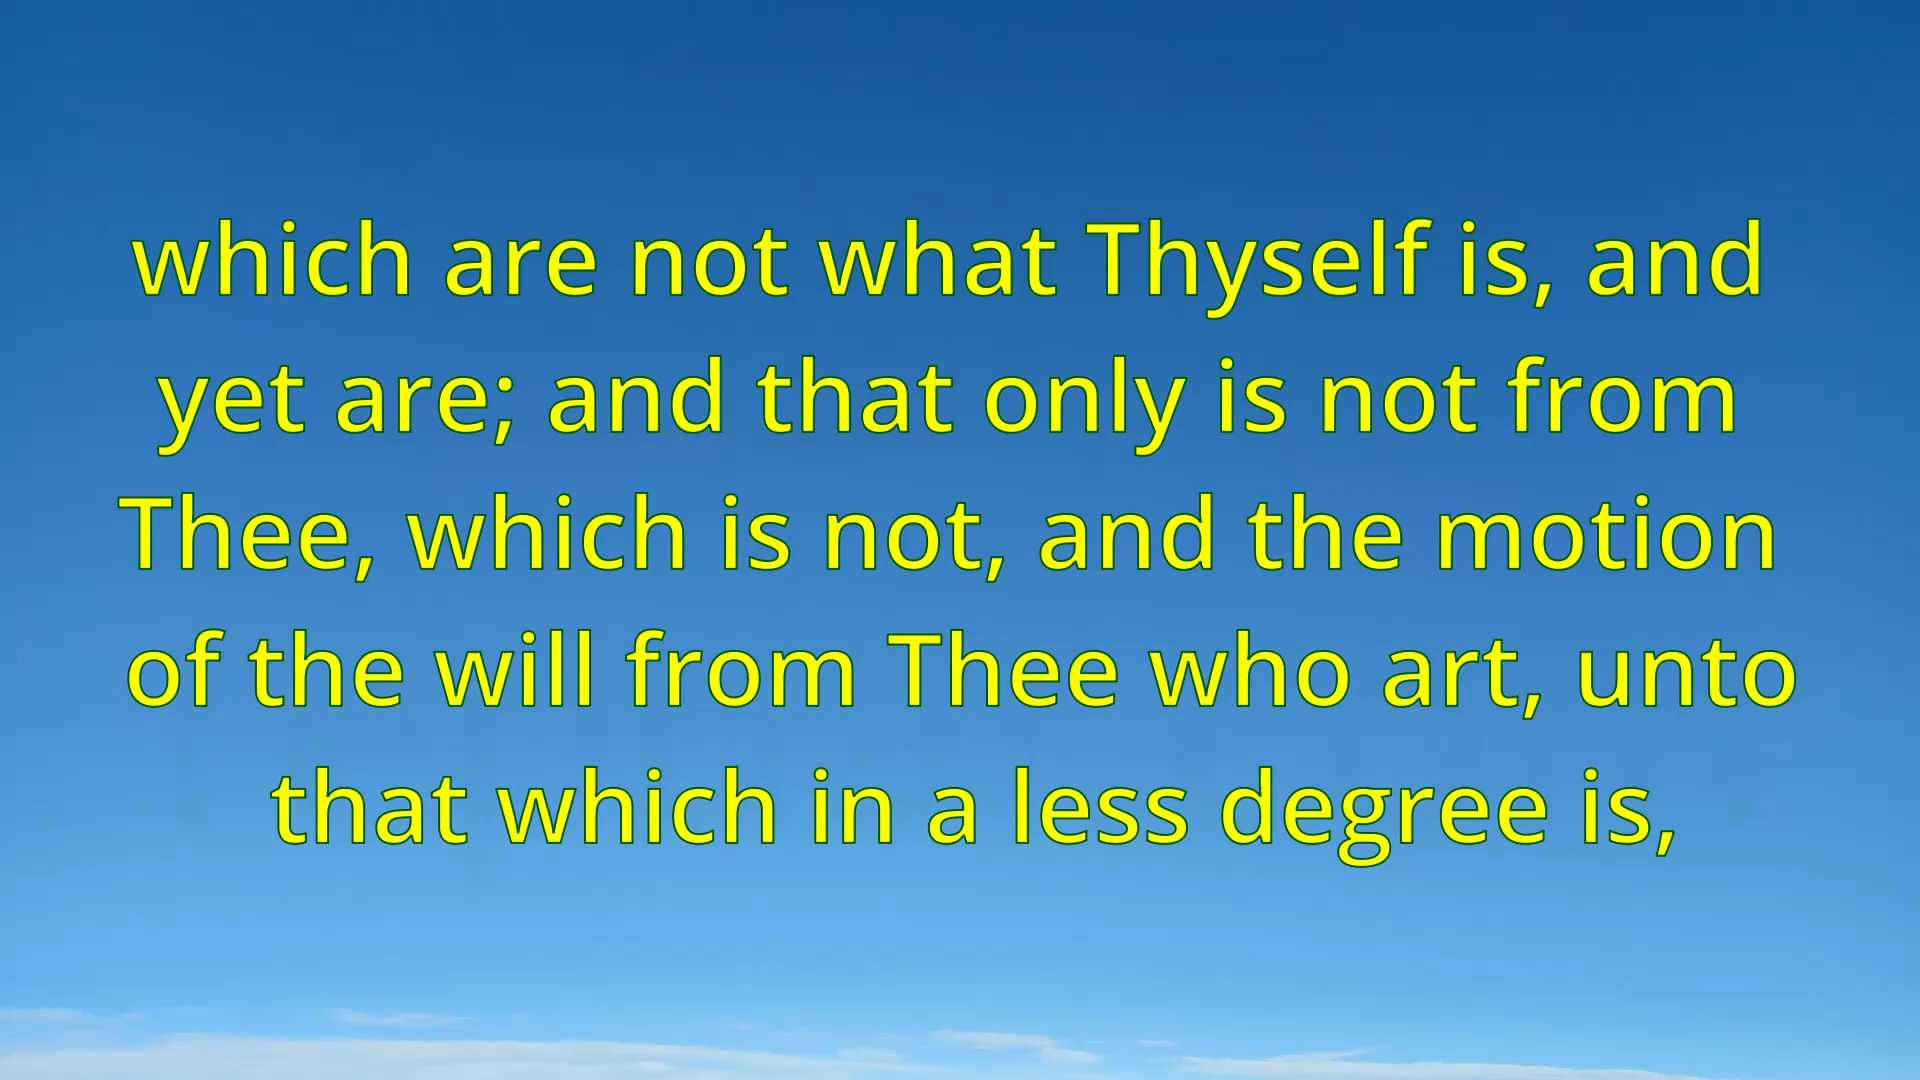 which are not what Thyself is, and
yet are; and that only is not from
Thee, which is not, and the motion
of the will from Thee who art, unto
that which in a less degree is,